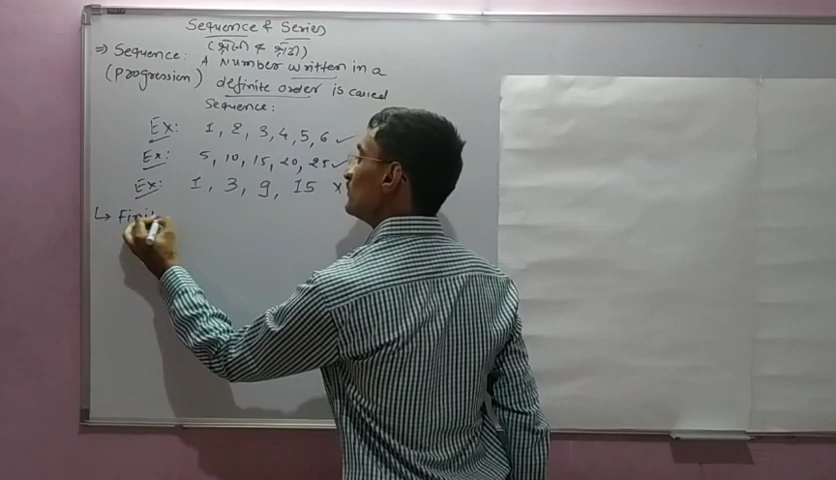 Sequence & Series
⇒ Sequence: A Number written in a
(Progression) definite order is called
Sequence:
Ex: 1, 2, 3, 4, 5, 6 ✓
Ex: 5, 10, 15, 20, 25 ✓
Ex: 1, 3, 9, 15 ×
↳ Finite